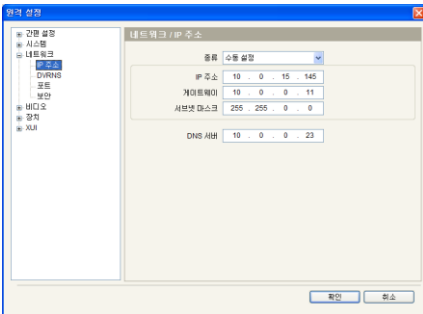 원격 설정
간편 설정
시스템
네트워크
IP 주소
DVRNS
포트
보안
비디오
장치
XUI
네트워크 / IP 주소
종류 수동 설정
IP 주소 10 . 0 . 15 . 145
게이트웨이 10 . 0 . 0 . 11
서브넷 마스크 255 . 255 . 0 . 0
DNS 서버 10 . 0 . 0 . 23
확인 취소